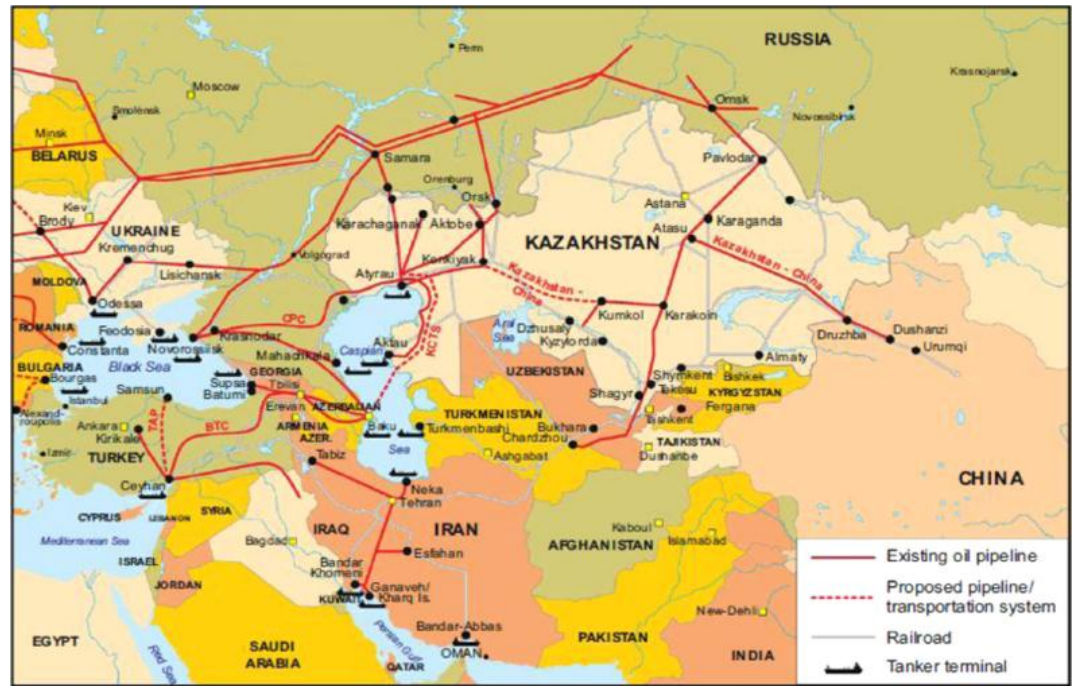 RUSSIA
Perm
Krasnojarsk
Moscow
Smolensk
Omsk
Novossibirsk
Minsk
BELARUS
Samara
Pavlodar
Orenburg
Orsk
Astana
Kiev
Brody
UKRAINE
Karachaganak
Aktobe
Karaganda
Kremenchug
KAZAKHSTAN
Atasu
Volgograd
Lisichansk
Kenkiyak
Atyrau
Kazakhstan - China
Kazakhstan -
China
MOLDOVA
Odessa
CPC
KCTS
Kumkol
Karakoin
Druzhba
Dushanzi
Urumqi
ROMANIA
Feodosia
Krasnodar
Aral
Sea
Dzhusaly
Kyzylorda
Constanta
Novorossiisk
Mahachkala
Caspian
Aktau
Almaty
BULGARIA
Black Sea
GEORGIA
UZBEKISTAN
Shymkent
Bishkek
Bourgas
Samsun
Supsa
Batumi
Tbilisi
Shagyr
KYRGYZSTAN
Istanbul
Erevan
AZERBAIJAN
TURKMENISTAN
Tashkent
Fergana
Alexand-
roupolis
Ankara
Kirikale
TAP
BTC
ARMENIA
AZER.
Baku
Turkmenbashi
Bukhara
Chardzhou
TAJIKISTAN
Dushanbe
Sea
Ashgabat
TURKEY
Tabiz
Ceyhan
Neka
Tehran
CHINA
SYRIA
CYPRUS
LEBANON
IRAQ
IRAN
Kaboul
Islamabad
Mediterranean Sea
Bagdad
AFGHANISTAN
ISRAEL
Esfahan
JORDAN
Bandar
Khomeni
Ganaveh/
Kharq Is.
KUWAIT
New-Dehli
Bandar-Abbas
EGYPT
SAUDI
ARABIA
Persian Gulf
PAKISTAN
OMAN
Red Sea
QATAR
INDIA
Existing oil pipeline
Proposed pipeline/
transportation system
Railroad
Tanker terminal